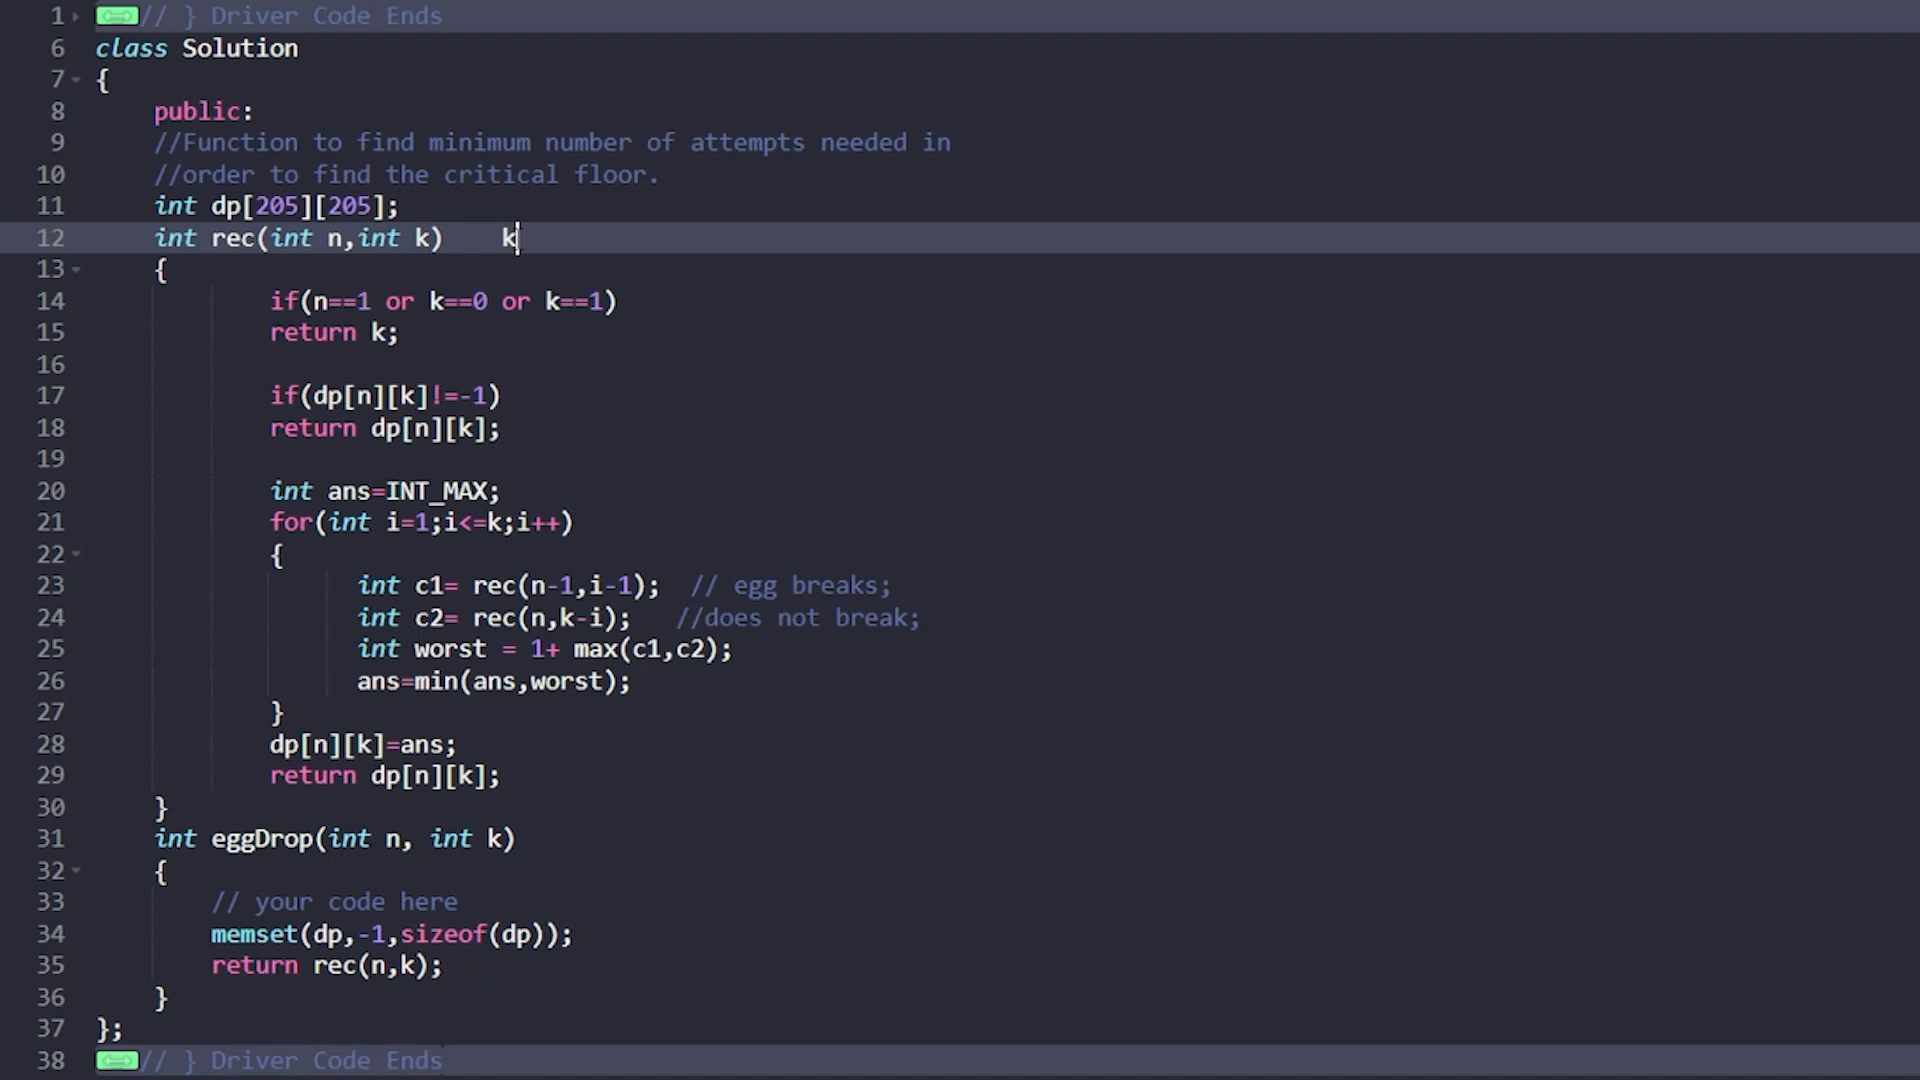 1 // } Driver Code Ends
6 class Solution
7 {
8 public:
9 //Function to find minimum number of attempts needed in
10 //order to find the critical floor.
11 int dp[205][205];
12 int rec(int n,int k)    k
13 {
14 if(n==1 or k==0 or k==1)
15 return k;
16
17 if(dp[n][k]!=-1)
18 return dp[n][k];
19
20 int ans=INT_MAX;
21 for(int i=1;i<=k;i++)
22 {
23 int c1= rec(n-1,i-1);  // egg breaks;
24 int c2= rec(n,k-i);   //does not break;
25 int worst = 1+ max(c1,c2);
26 ans=min(ans,worst);
27 }
28 dp[n][k]=ans;
29 return dp[n][k];
30 }
31 int eggDrop(int n, int k)
32 {
33 // your code here
34 memset(dp,-1,sizeof(dp));
35 return rec(n,k);
36 }
37 };
38 // } Driver Code Ends